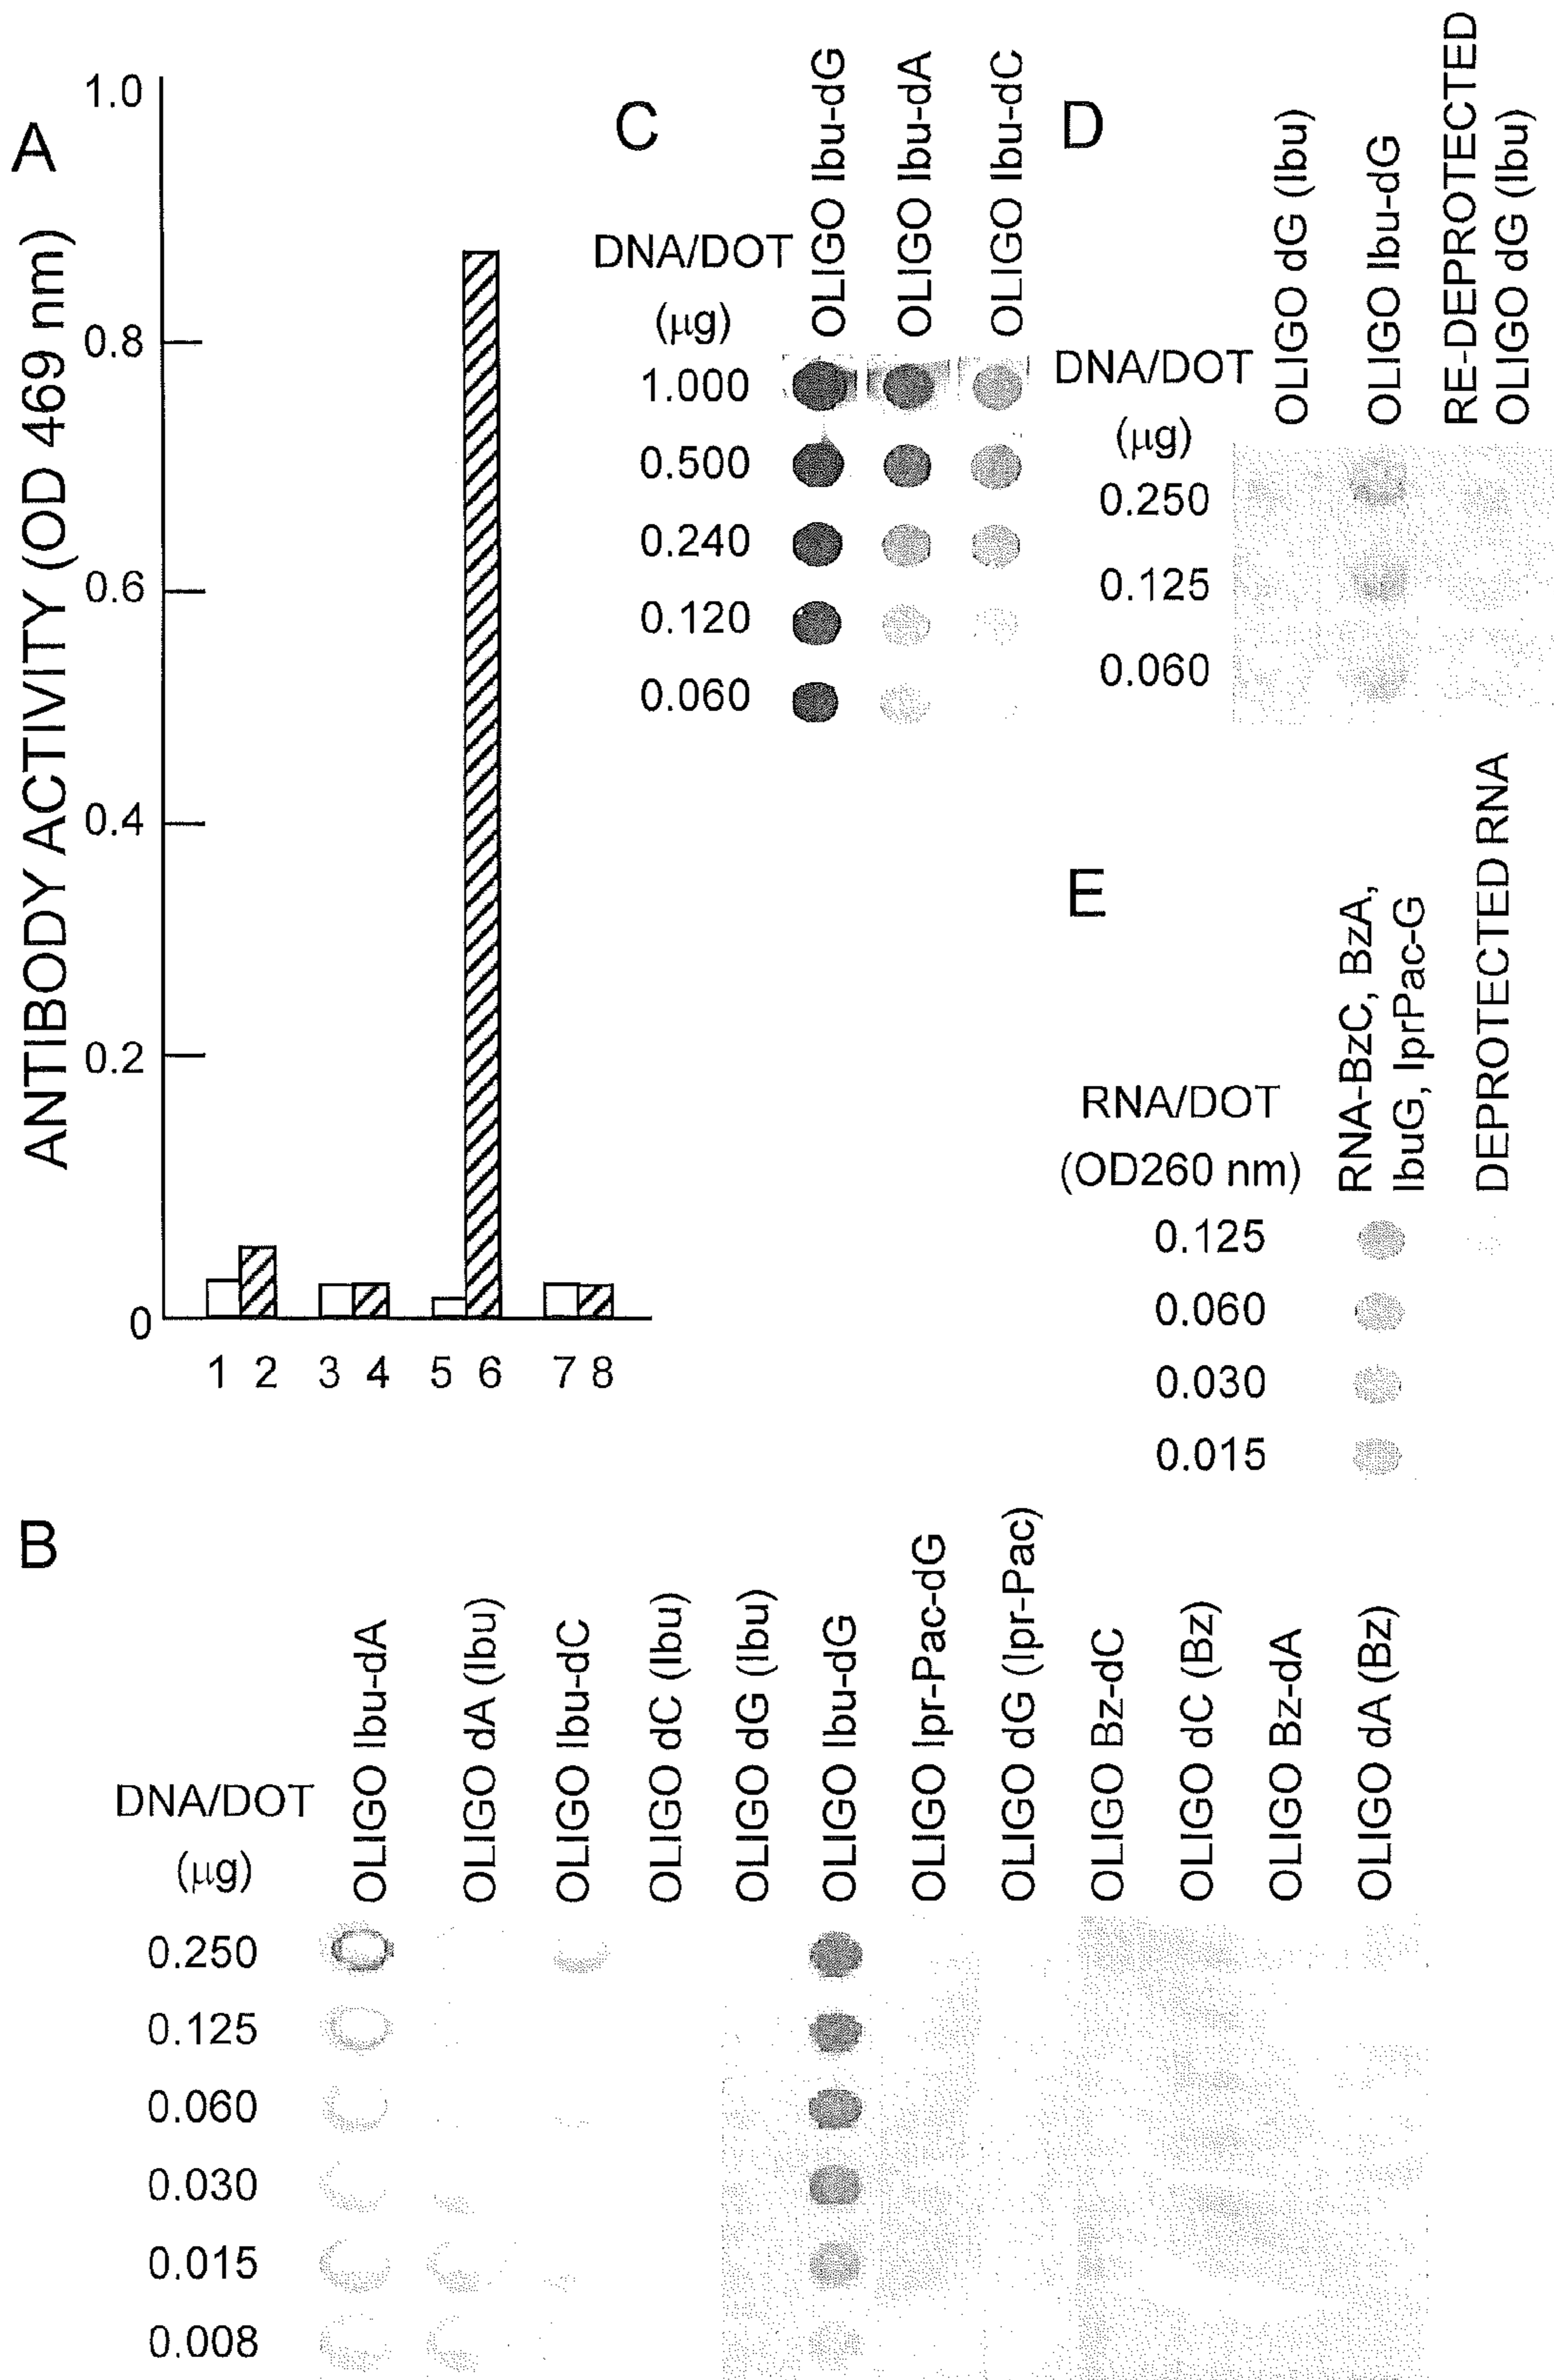 A
ANTIBODY ACTIVITY (OD 469 nm)
1.0
0.8
0.6
0.4
0.2
0
1 2 3 4 5 6 7 8
C
DNA/DOT
(µg)
OLIGO Ibu-dG
OLIGO Ibu-dA
OLIGO Ibu-dC
1.000
0.500
0.240
0.120
0.060
D
DNA/DOT
(µg)
OLIGO dG (Ibu)
OLIGO Ibu-dG
RE-DEPROTECTED
OLIGO dG (Ibu)
0.250
0.125
0.060
E
RNA/DOT
(OD260 nm)
RNA-BzC, BzA,
IbuG, IprPac-G
DEPROTECTED RNA
0.125
0.060
0.030
0.015
B
DNA/DOT
(µg)
OLIGO Ibu-dA
OLIGO dA (Ibu)
OLIGO Ibu-dC
OLIGO dC (Ibu)
OLIGO dG (Ibu)
OLIGO Ibu-dG
OLIGO Ipr-Pac-dG
OLIGO dG (Ipr-Pac)
OLIGO Bz-dC
OLIGO dC (Bz)
OLIGO Bz-dA
OLIGO dA (Bz)
0.250
0.125
0.060
0.030
0.015
0.008